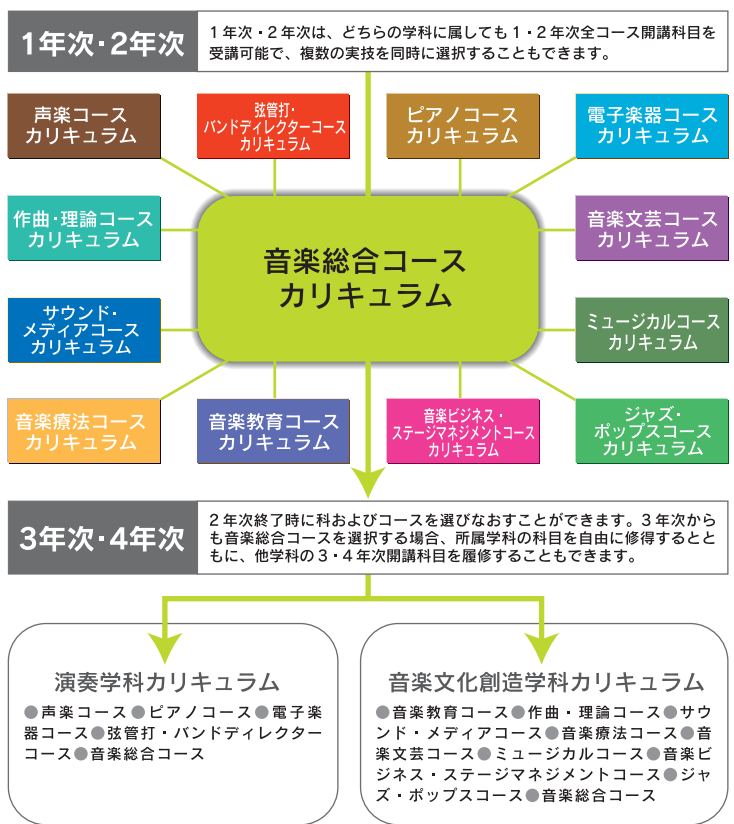 1年次・2年次
1年次・2年次は、どちらの学科に属しても1・2年次全コース開講科目を
受講可能で、複数の実技を同時に選択することもできます。
声楽コース
カリキュラム
弦管打・
バンドディレクターコース
カリキュラム
ピアノコース
カリキュラム
電子楽器コース
カリキュラム
作曲・理論コース
カリキュラム
音楽総合コース
カリキュラム
音楽文芸コース
カリキュラム
サウンド・
メディアコース
カリキュラム
ミュージカルコース
カリキュラム
音楽療法コース
カリキュラム
音楽教育コース
カリキュラム
音楽ビジネス・
ステージマネジメントコース
カリキュラム
ジャズ・
ポップスコース
カリキュラム
3年次・4年次
2年次終了時に科およびコースを選びなおすことができます。3年次から
も音楽総合コースを選択する場合、所属学科の科目を自由に修得するとと
もに、他学科の3・4年次開講科目を履修することもできます。
演奏学科カリキュラム
●声楽コース●ピアノコース●電子楽
器コース●弦管打・バンドディレクター
コース●音楽総合コース
音楽文化創造学科カリキュラム
●音楽教育コース●作曲・理論コース●サウ
ンド・メディアコース●音楽療法コース●音
楽文芸コース●ミュージカルコース●音楽ビ
ジネス・ステージマネジメントコース●ジャ
ズ・ポップスコース●音楽総合コース